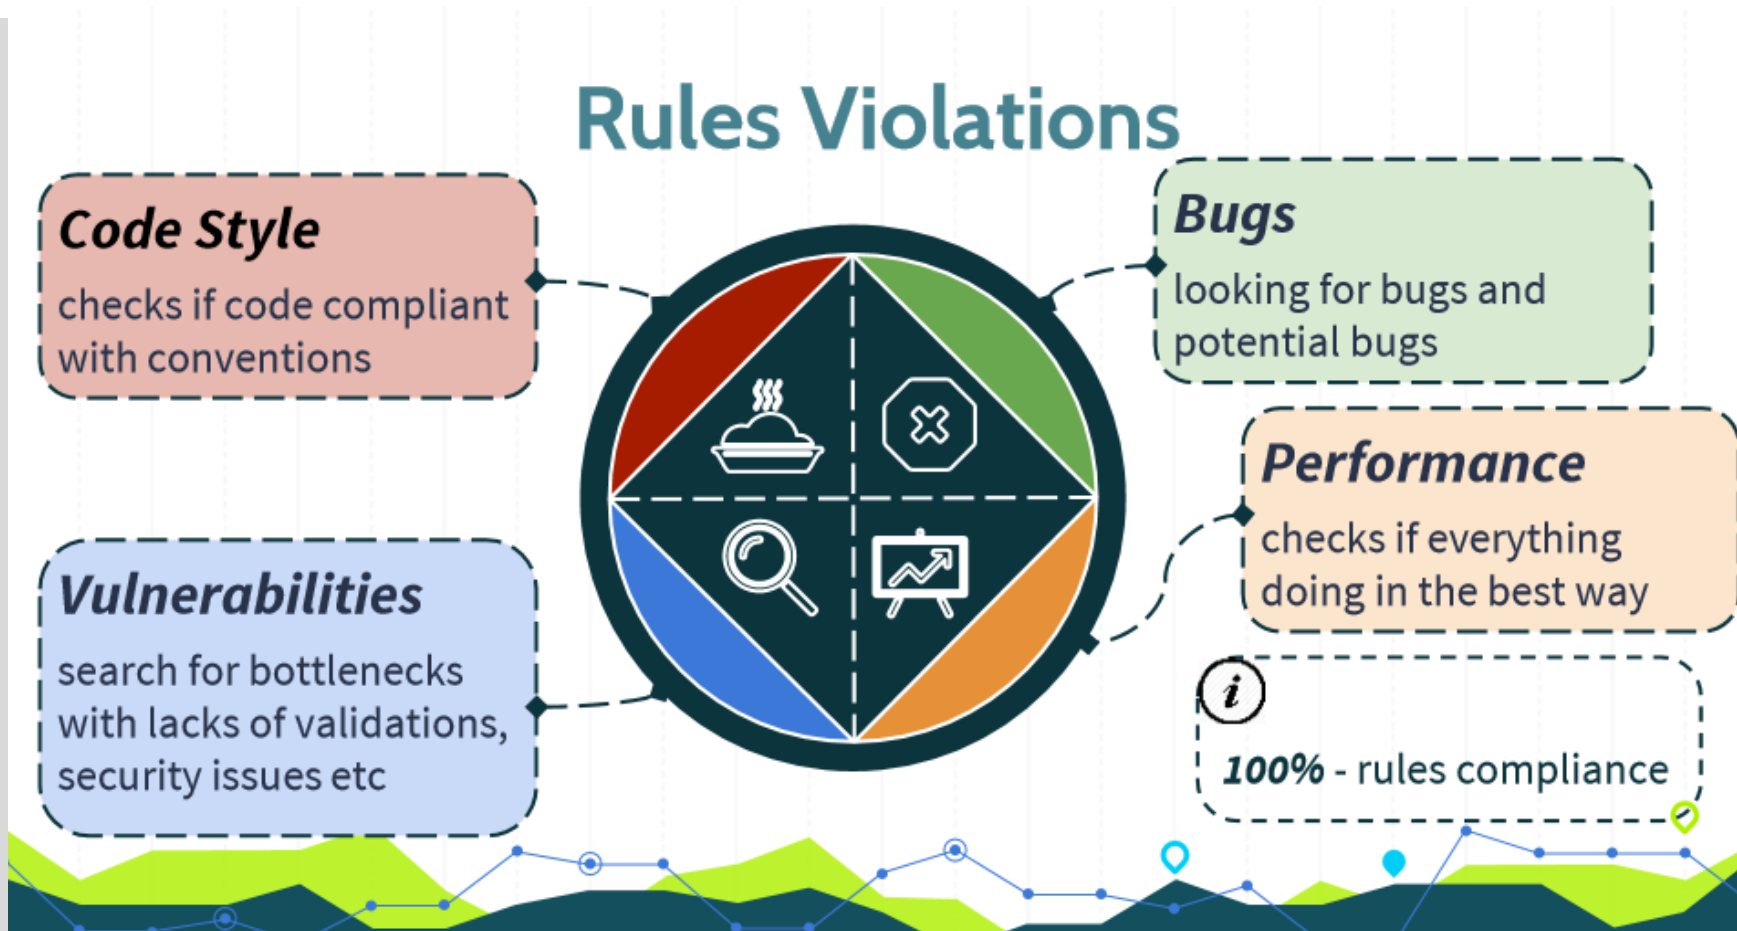 Rules Violations
Code Style
checks if code compliant
with conventions
Bugs
looking for bugs and
potential bugs
Performance
checks if everything
doing in the best way
Vulnerabilities
search for bottlenecks
with lacks of validations,
security issues etc
i
100% - rules compliance